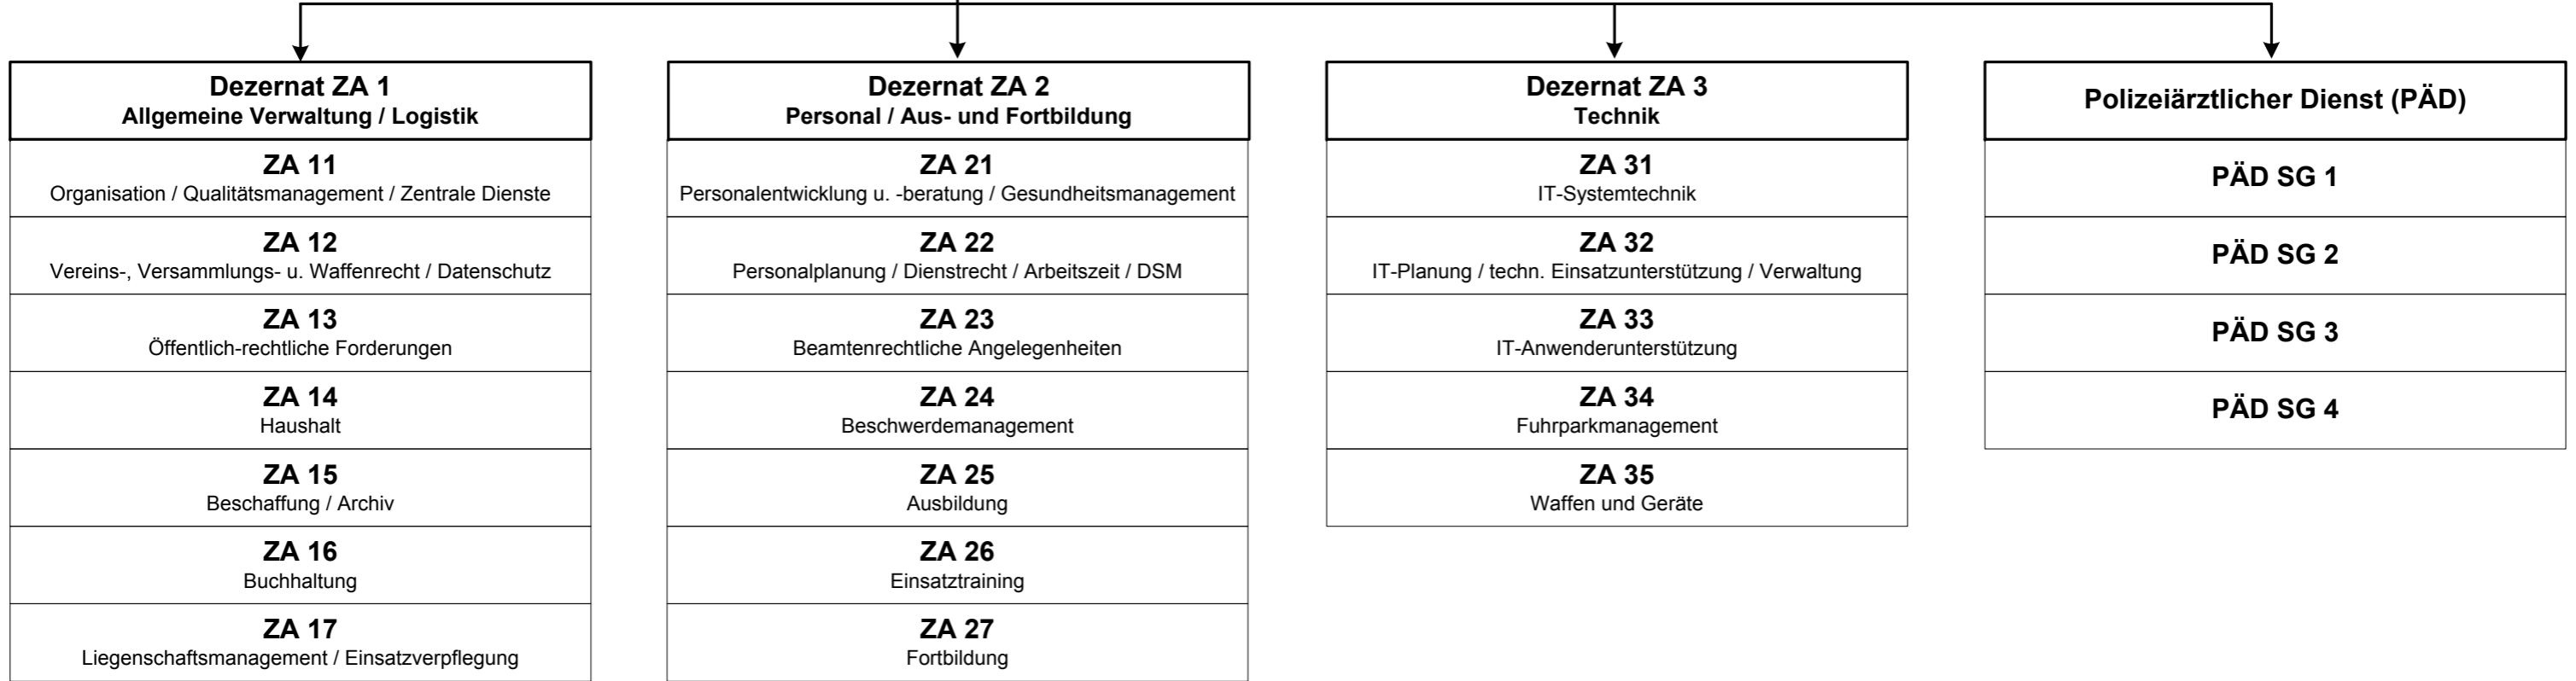 Dezernat ZA 1
Allgemeine Verwaltung / Logistik
ZA 11
Organisation / Qualitätsmanagement / Zentrale Dienste
ZA 12
Vereins-, Versammlungs- u. Waffenrecht / Datenschutz
ZA 13
Öffentlich-rechtliche Forderungen
ZA 14
Haushalt
ZA 15
Beschaffung / Archiv
ZA 16
Buchhaltung
ZA 17
Liegenschaftsmanagement / Einsatzverpflegung
Dezernat ZA 2
Personal / Aus- und Fortbildung
ZA 21
Personalentwicklung u. -beratung / Gesundheitsmanagement
ZA 22
Personalplanung / Dienstrecht / Arbeitszeit / DSM
ZA 23
Beamtenrechtliche Angelegenheiten
ZA 24
Beschwerdemanagement
ZA 25
Ausbildung
ZA 26
Einsatztraining
ZA 27
Fortbildung
Dezernat ZA 3
Technik
ZA 31
IT-Systemtechnik
ZA 32
IT-Planung / techn. Einsatzunterstützung / Verwaltung
ZA 33
IT-Anwenderunterstützung
ZA 34
Fuhrparkmanagement
ZA 35
Waffen und Geräte
Polizeiärztlicher Dienst (PÄD)
PÄD SG 1
PÄD SG 2
PÄD SG 3
PÄD SG 4